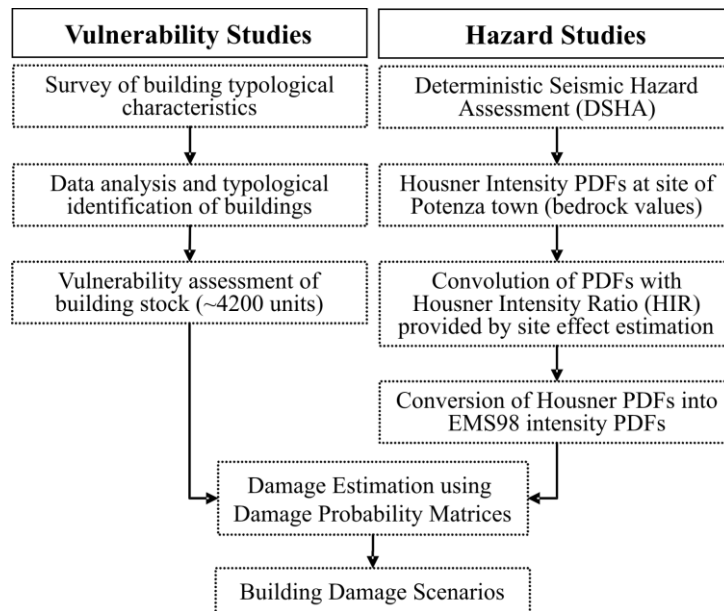 Vulnerability Studies
Survey of building typological
characteristics
Data analysis and typological
identification of buildings
Vulnerability assessment of
building stock (~4200 units)
Hazard Studies
Deterministic Seismic Hazard
Assessment (DSHA)
Housner Intensity PDFs at site of
Potenza town (bedrock values)
Convolution of PDFs with
Housner Intensity Ratio (HIR)
provided by site effect estimation
Conversion of Housner PDFs into
EMS98 intensity PDFs
Damage Estimation using
Damage Probability Matrices
Building Damage Scenarios